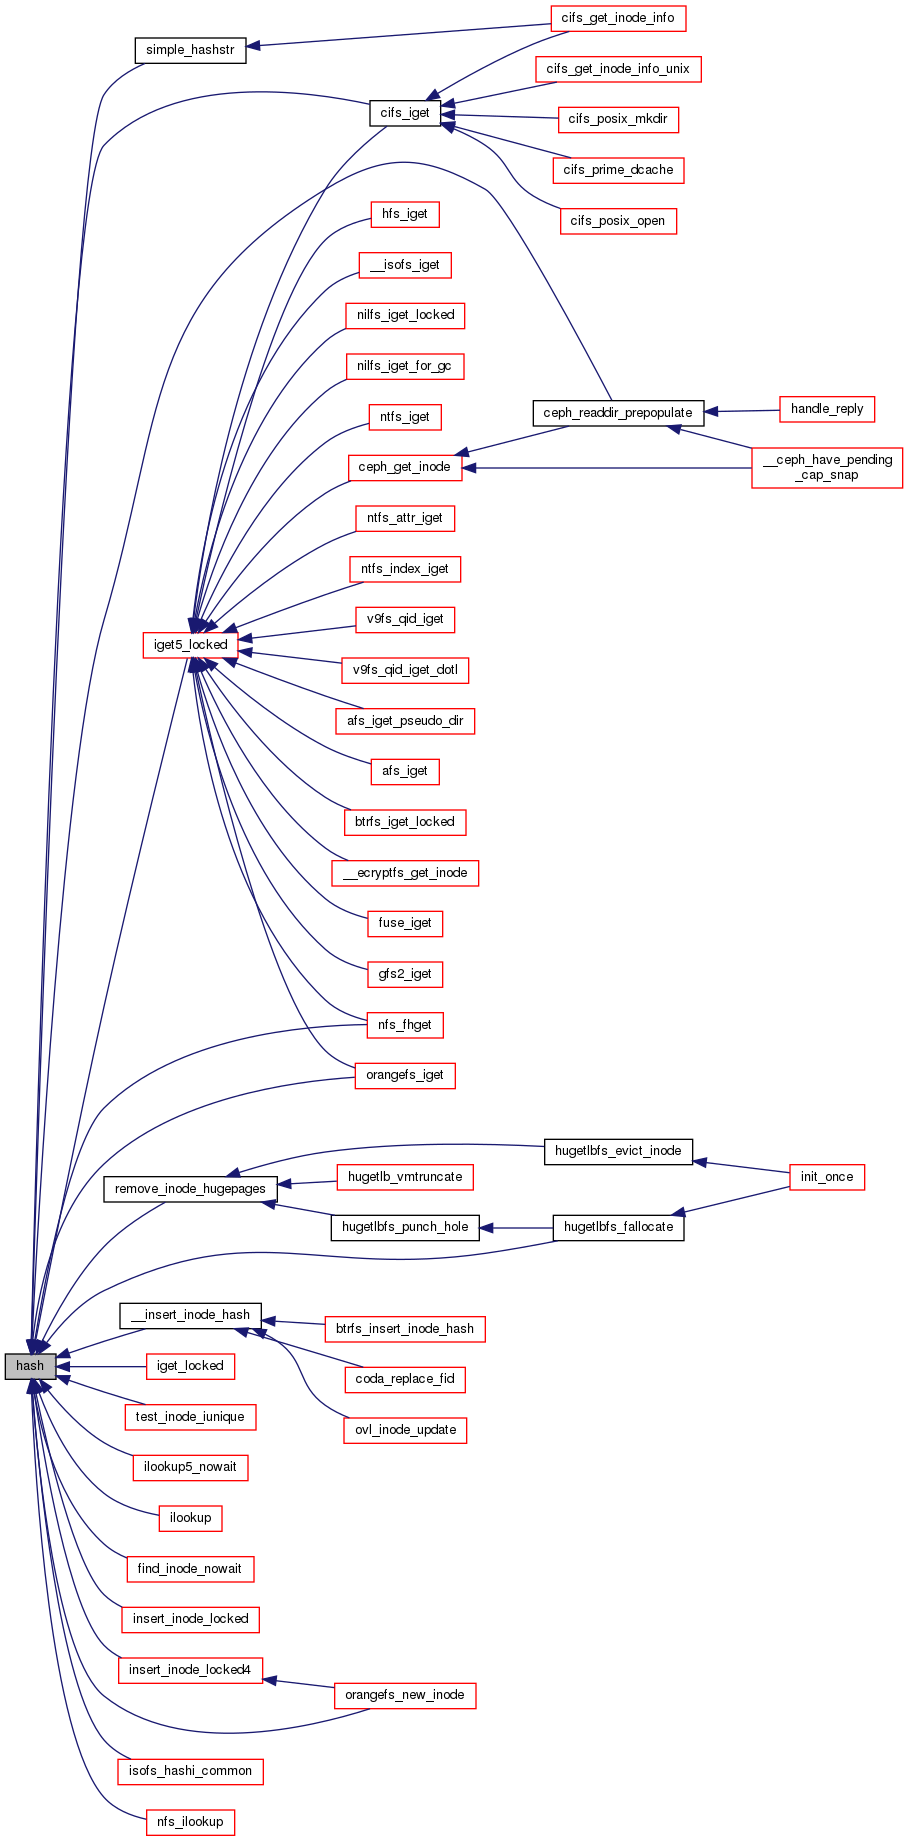 cifs_get_inode_info
simple_hashstr
cifs_get_inode_info_unix
cifs_iget
cifs_posix_mkdir
cifs_prime_dcache
hfs_iget
cifs_posix_open
__isofs_iget
nilfs_iget_locked
nilfs_iget_for_gc
ntfs_iget
ceph_readdir_prepopulate
handle_reply
ceph_get_inode
__ceph_have_pending
_cap_snap
ntfs_attr_iget
ntfs_index_iget
v9fs_qid_iget
iget5_locked
v9fs_qid_iget_dotl
afs_iget_pseudo_dir
afs_iget
btrfs_iget_locked
__ecryptfs_get_inode
fuse_iget
gfs2_iget
nfs_fhget
orangefs_iget
hugetlbfs_evict_inode
remove_inode_hugepages
hugetlb_vmtruncate
init_once
hugetlbfs_punch_hole
hugetlbfs_fallocate
__insert_inode_hash
btrfs_insert_inode_hash
hash
iget_locked
coda_replace_fid
test_inode_iunique
ovl_inode_update
ilookup5_nowait
ilookup
find_inode_nowait
insert_inode_locked
insert_inode_locked4
orangefs_new_inode
isofs_hashi_common
nfs_ilookup